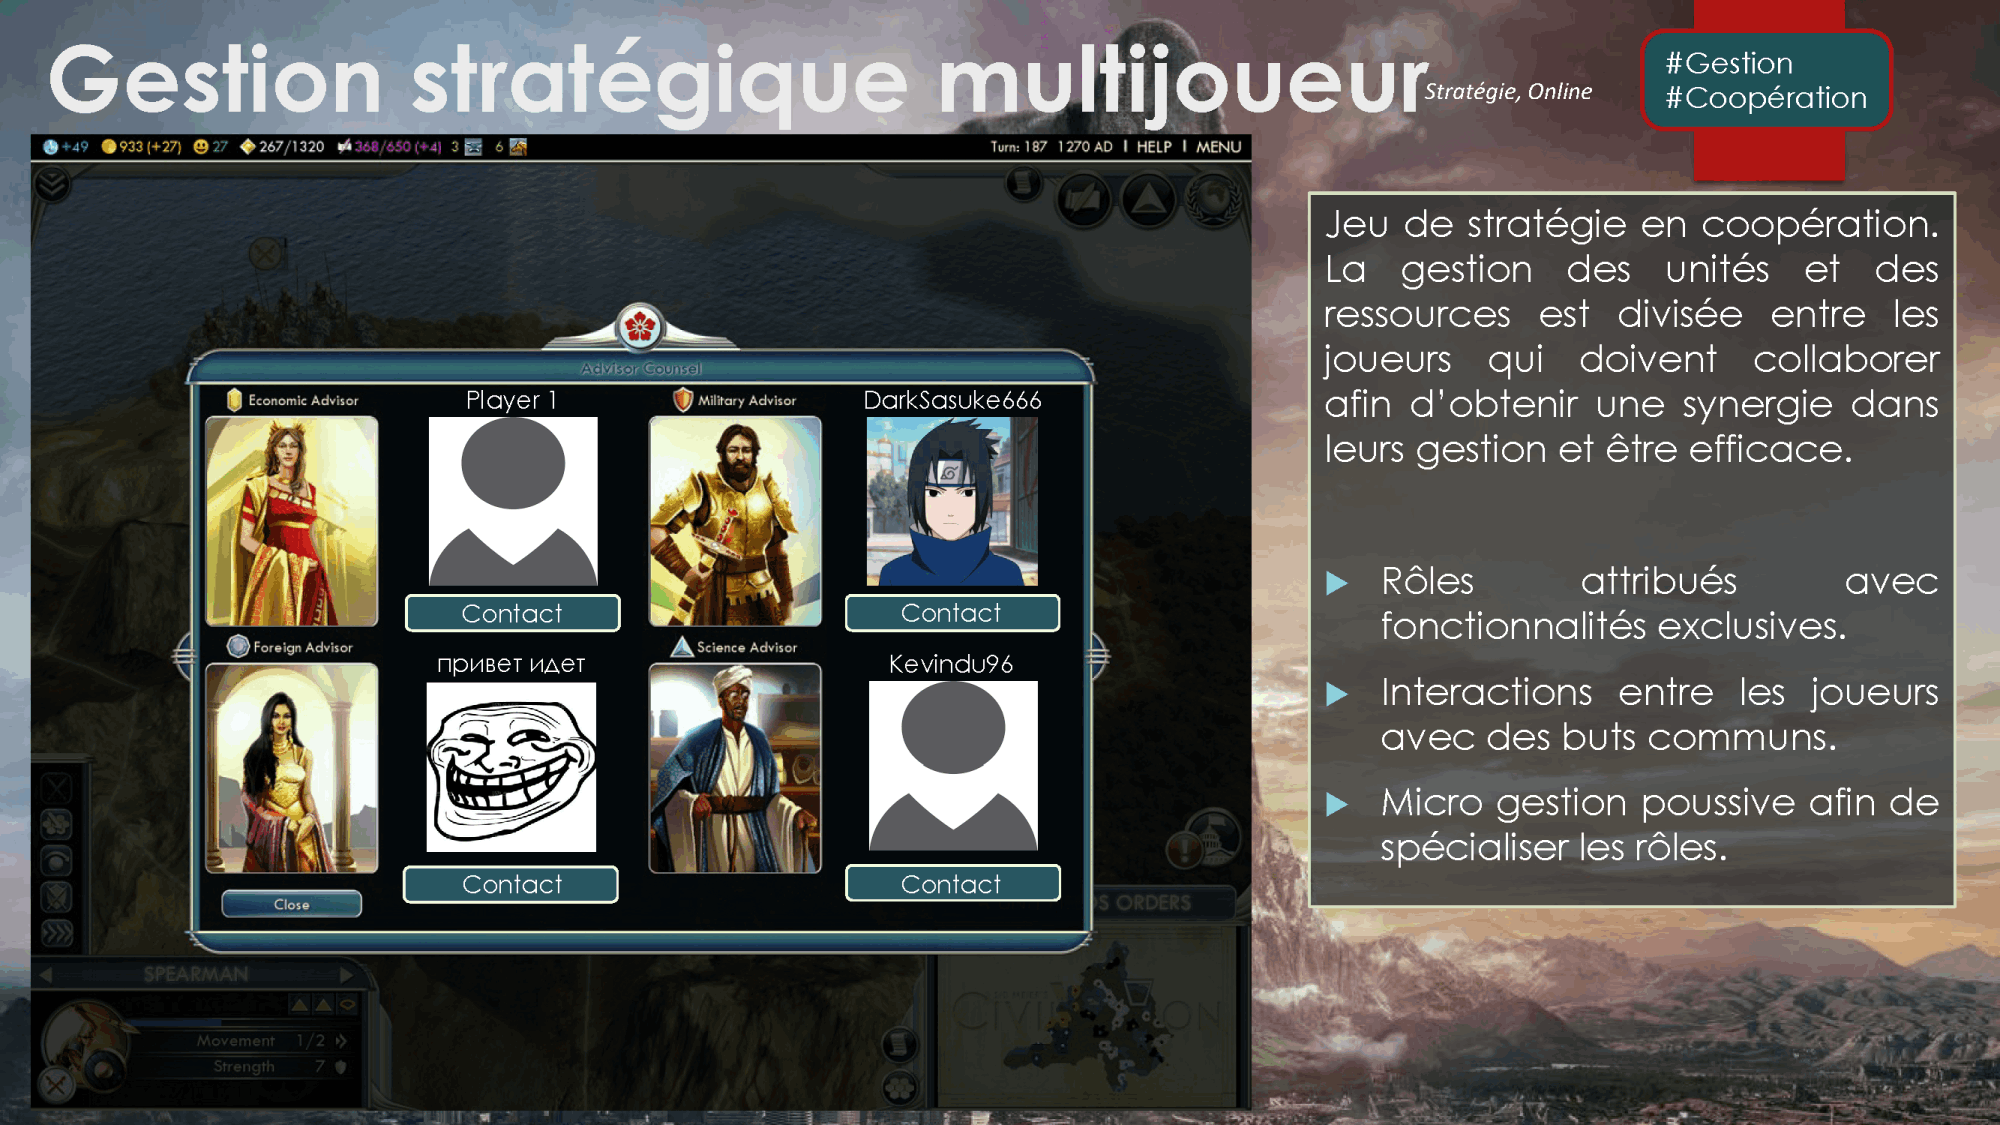 Gestion stratégique multijoueur
Stratégie, Online
#Gestion
#Coopération
+49 933 (+27) 27 267/1320 368/650 (+4) 3 6
Turn: 187 1270 AD I HELP I MENU
Advisor Counsel
Economic Advisor
Player 1
Military Advisor
DarkSasuke666
Contact
Contact
Foreign Advisor
привет идет
Science Advisor
Kevindu96
Contact
Contact
Close
OS ORDERS
SPEARMAN
Movement 1/2
Strength 7
CIVILIZATION
Jeu de stratégie en coopération.
La gestion des unités et des
ressources est divisée entre les
joueurs qui doivent collaborer
afin d’obtenir une synergie dans
leurs gestion et être efficace.
Rôles attribués avec
fonctionnalités exclusives.
Interactions entre les joueurs
avec des buts communs.
Micro gestion poussive afin de
spécialiser les rôles.